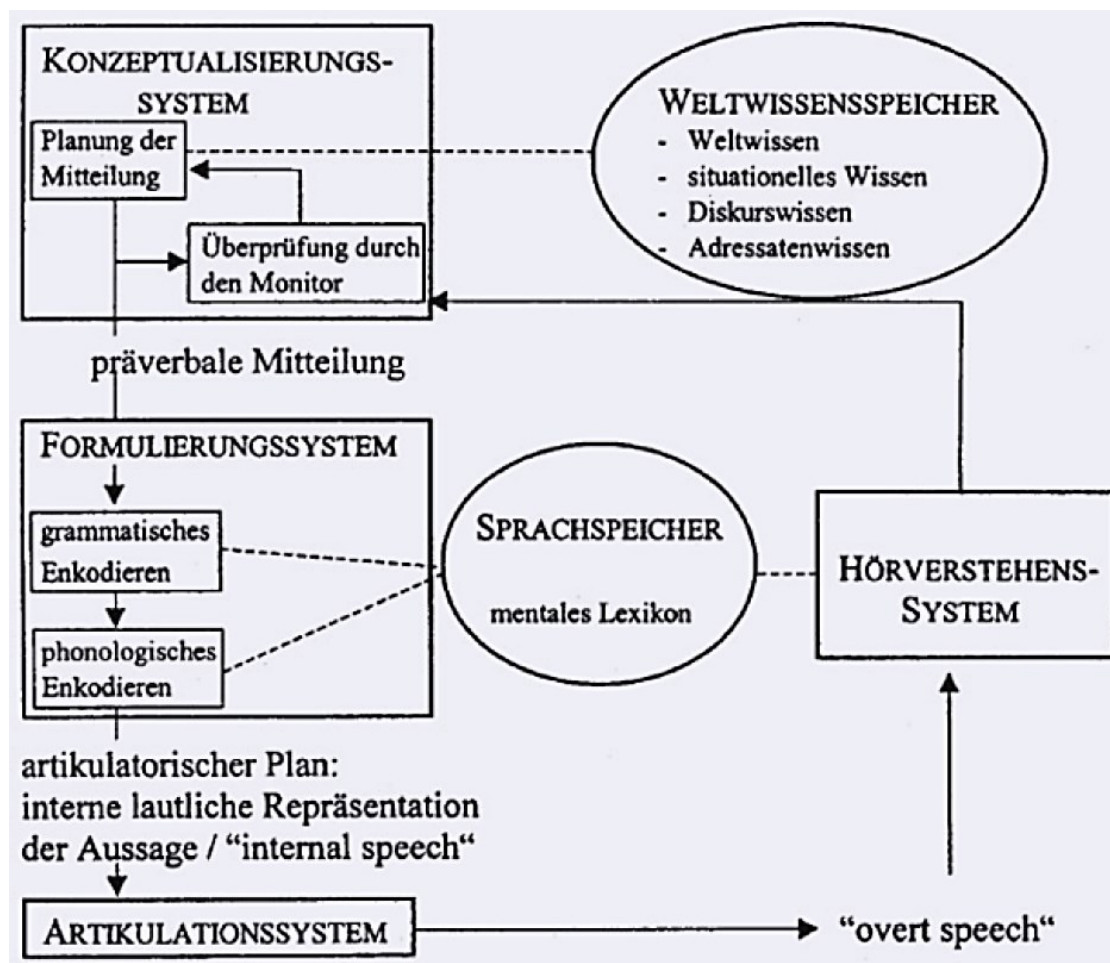 KONZEPTUALISIERUNGS-
SYSTEM
Planung der
Mitteilung
Überprüfung durch
den Monitor
WELTWISSENSSPEICHER
- Weltwissen
- situationelles Wissen
- Diskurswissen
- Adressatenwissen
präverbale Mitteilung
FORMULIERUNGSSYSTEM
grammatisches
Enkodieren
phonologisches
Enkodieren
SPRACHSPEICHER
mentales Lexikon
HÖRVERSTEHENS-
SYSTEM
artikulatorischer Plan:
interne lautliche Repräsentation
der Aussage / “internal speech“
ARTIKULATIONSSYSTEM
“overt speech“